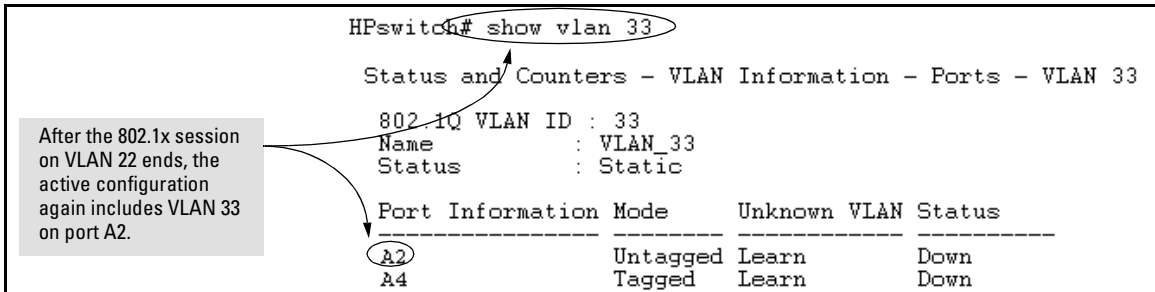 HPswitch# show vlan 33
Status and Counters - VLAN Information - Ports - VLAN 33
802.1Q VLAN ID : 33
Name : VLAN_33
Status : Static
After the 802.1x session
on VLAN 22 ends, the
active configuration
again includes VLAN 33
on port A2.
Port Information Mode Unknown VLAN Status
---------------- -------- ------------ ----------
A2 Untagged Learn Down
A4 Tagged Learn Down